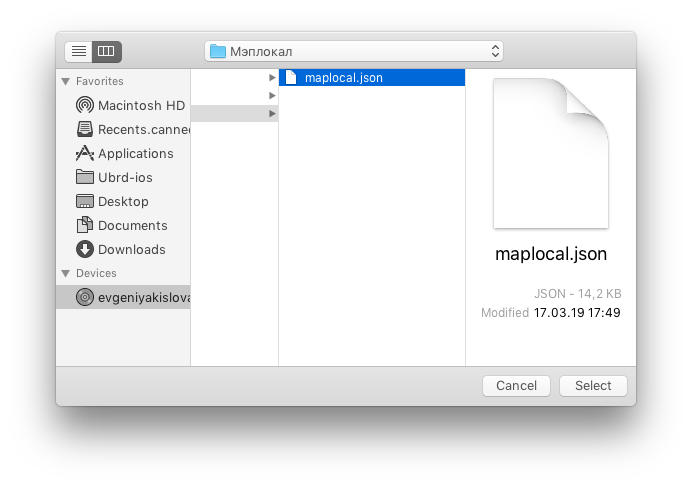 Мэплокал
Favorites
Macintosh HD
Recents.canne
Applications
Ubrd-ios
Desktop
Documents
Downloads
Devices
evgeniyakislova
maplocal.json
maplocal.json
JSON - 14,2 KB
Modified 17.03.19 17:49
Cancel
Select